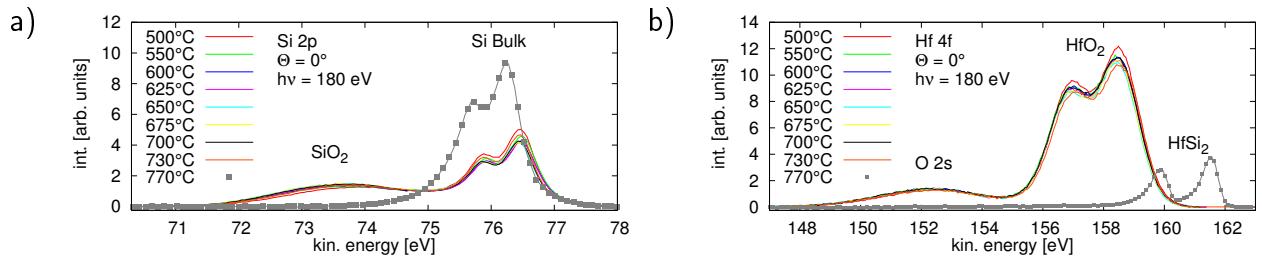 a)
int. [arb. units]
12
10
8
6
4
2
0
500°C
550°C
600°C
625°C
650°C
675°C
700°C
730°C
770°C
Si 2p
Θ = 0°
hν = 180 eV
Si Bulk
SiO2
71 72 73 74 75 76 77 78
kin. energy [eV]
b)
int. [arb. units]
14
12
10
8
6
4
2
0
500°C
550°C
600°C
625°C
650°C
675°C
700°C
730°C
770°C
Hf 4f
Θ = 0°
hν = 180 eV
HfO2
HfSi2
O 2s
148 150 152 154 156 158 160 162
kin. energy [eV]